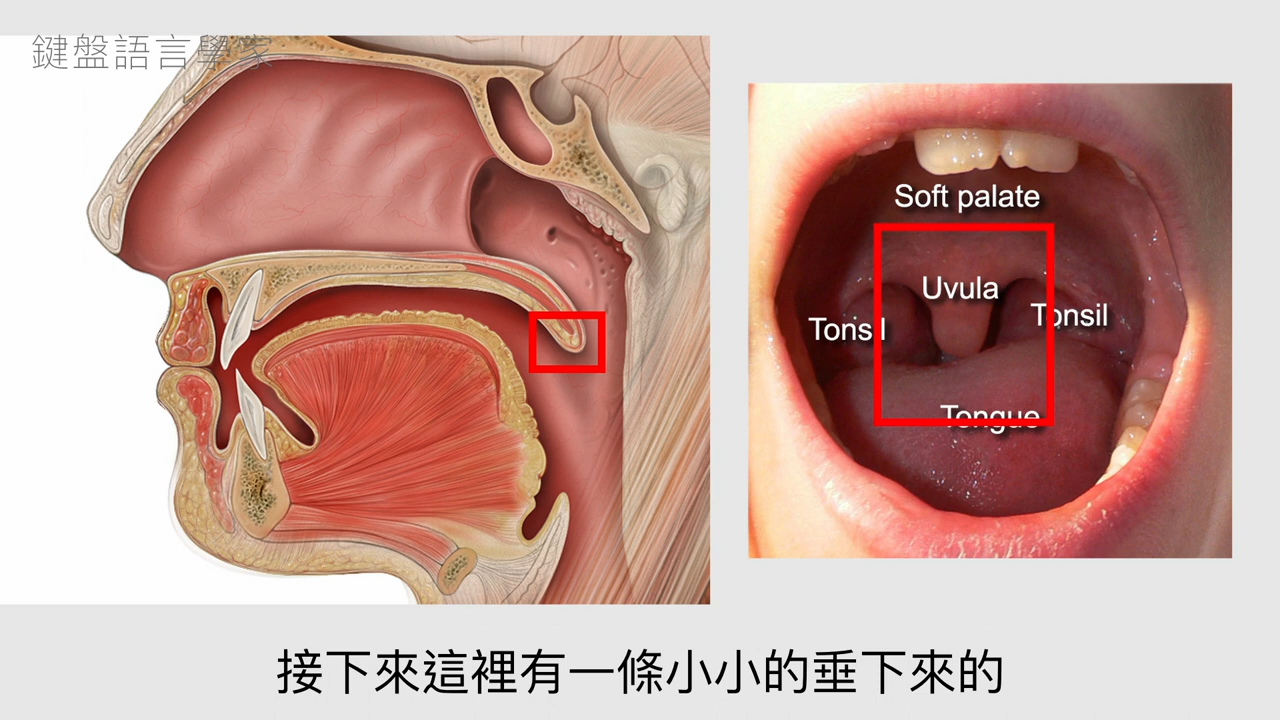 鍵盤語言學家
Soft palate
Uvula
Tonsil
Tonsil
Tongue
接下來這裡有一條小小的垂下來的